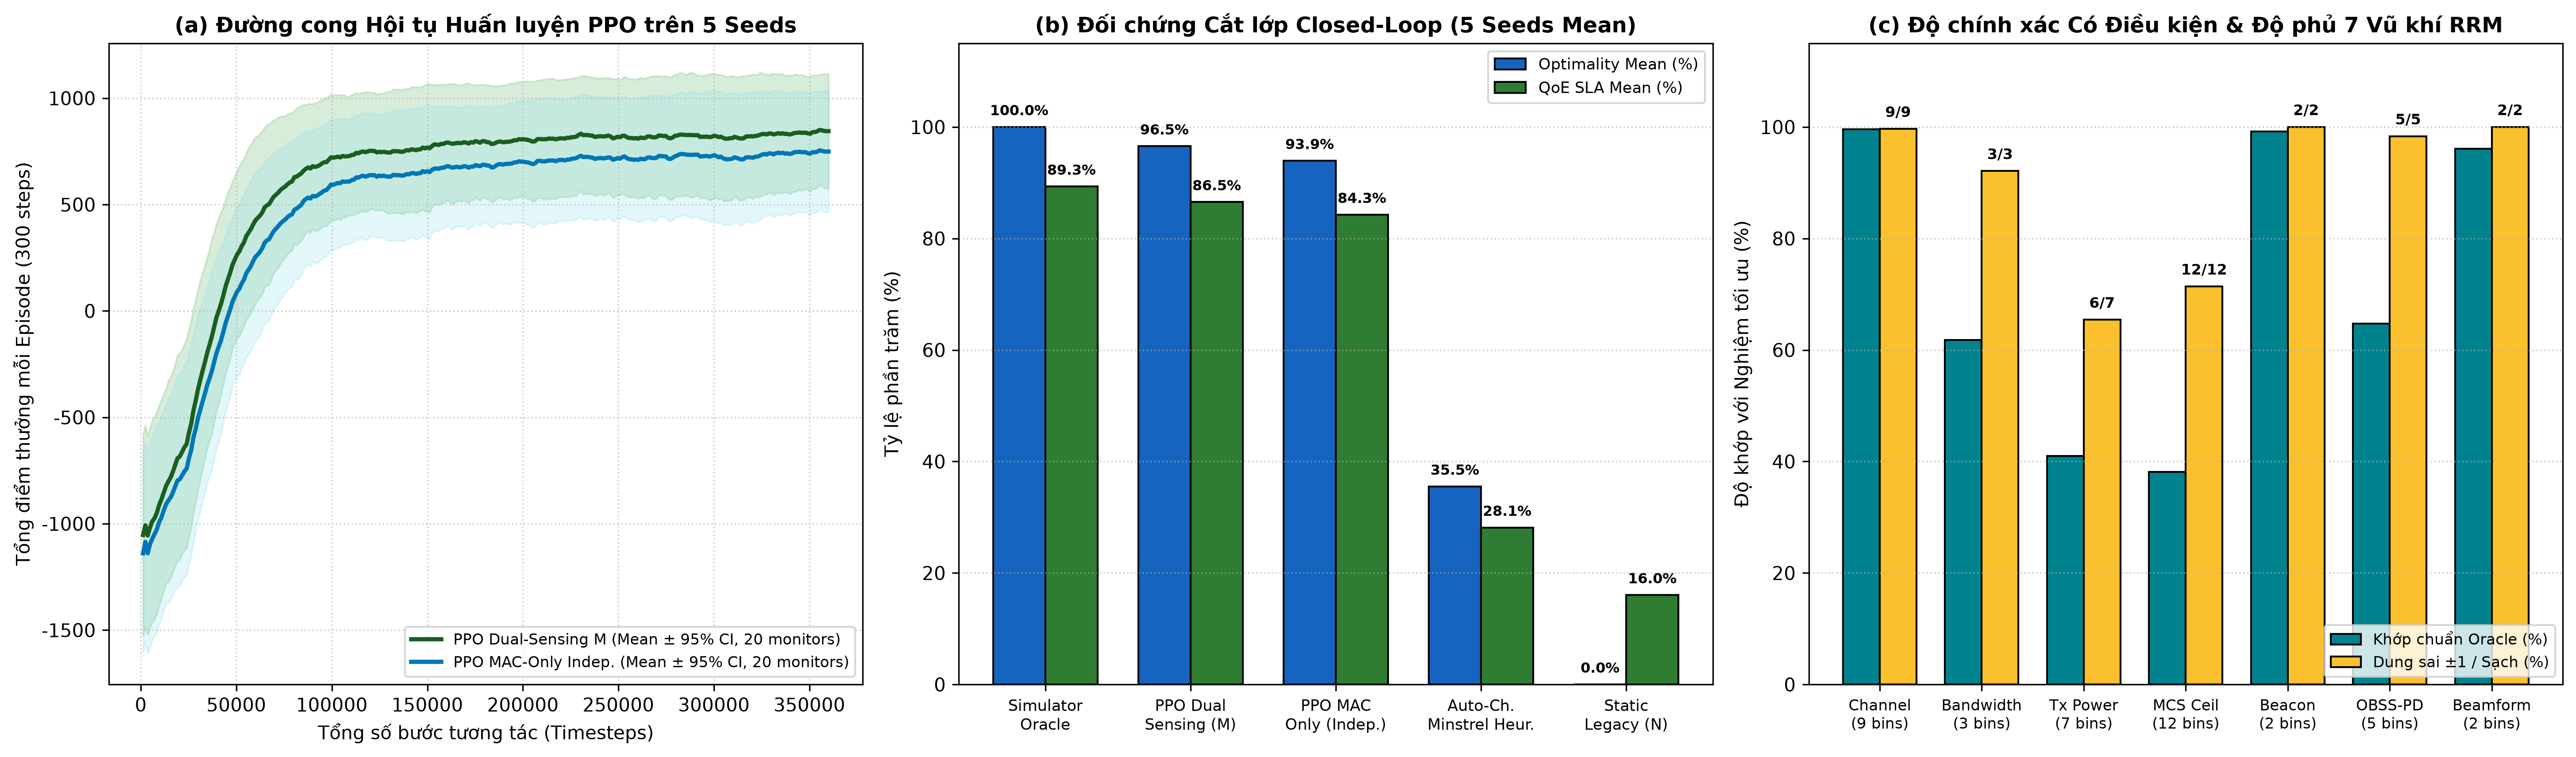 (a) Đường cong Hội tụ Huấn luyện PPO trên 5 Seeds
Tổng điểm thưởng mỗi Episode (300 steps)
1000
500
0
-500
-1000
-1500
0 50000 100000 150000 200000 250000 300000 350000
Tổng số bước tương tác (Timesteps)
PPO Dual-Sensing M (Mean ± 95% CI, 20 monitors)
PPO MAC-Only Indep. (Mean ± 95% CI, 20 monitors)
(b) Đối chứng Cắt lớp Closed-Loop (5 Seeds Mean)
Tỷ lệ phần trăm (%)
Optimality Mean (%)
QoE SLA Mean (%)
100
80
60
40
20
0
100.0%
89.3%
96.5%
86.5%
93.9%
84.3%
35.5%
28.1%
0.0%
16.0%
Simulator
Oracle
PPO Dual
Sensing (M)
PPO MAC
Only (Indep.)
Auto-Ch.
Minstrel Heur.
Static
Legacy (N)
(c) Độ chính xác Có Điều kiện & Độ phủ 7 Vũ khí RRM
Độ khớp với Nghiệm tối ưu (%)
100
80
60
40
20
0
9/9
3/3
6/7
12/12
2/2
5/5
2/2
Khớp chuẩn Oracle (%)
Dung sai ±1 / Sạch (%)
Channel
(9 bins)
Bandwidth
(3 bins)
Tx Power
(7 bins)
MCS Ceil
(12 bins)
Beacon
(2 bins)
OBSS-PD
(5 bins)
Beamform
(2 bins)